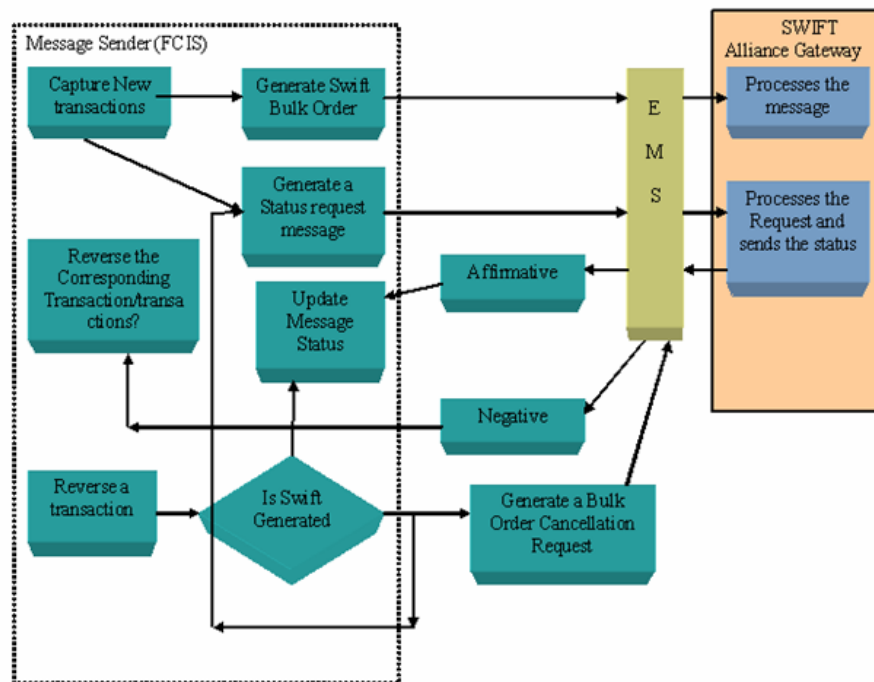 Message Sender (FCIS)
SWIFT
Alliance Gateway
Capture New
transactions
Generate Swift
Bulk Order
E
M
S
Processes the
message
Generate a
Status request
message
Processes the
Request and
sends the status
Reverse the
Corresponding
Transaction/transa
ctions?
Update
Message
Status
Affirmative
Negative
Reverse a
transaction
Is Swift
Generated
Generate a Bulk
Order Cancellation
Request